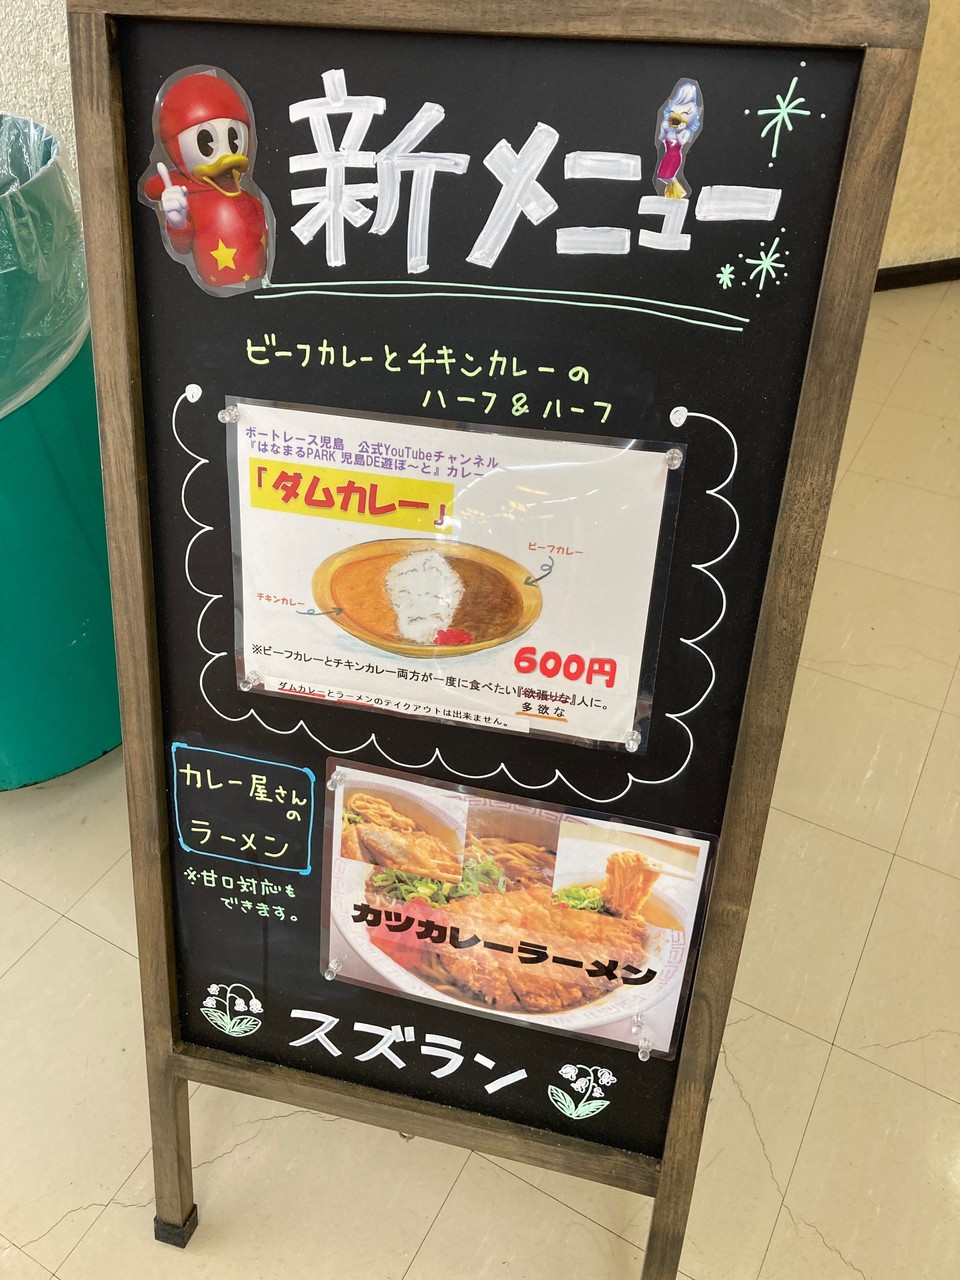 新メニュー
ビーフカレーとチキンカレーの
ハーフ&ハーフ
ボートレース児島 公式YouTubeチャンネル
『はなまるPARK 児島DE遊ぼ~と』カレー
「ダムカレー」
ビーフカレー
チキンカレー
600円
※ビーフカレーとチキンカレー両方が一度に食べたい『欲張りな』人に。
多欲な
ダムカレーとラーメンのテイクアウトは出来ません。
カレー屋さん
の
ラーメン
※甘口対応も
できます。
カツカレーラーメン
スズラン